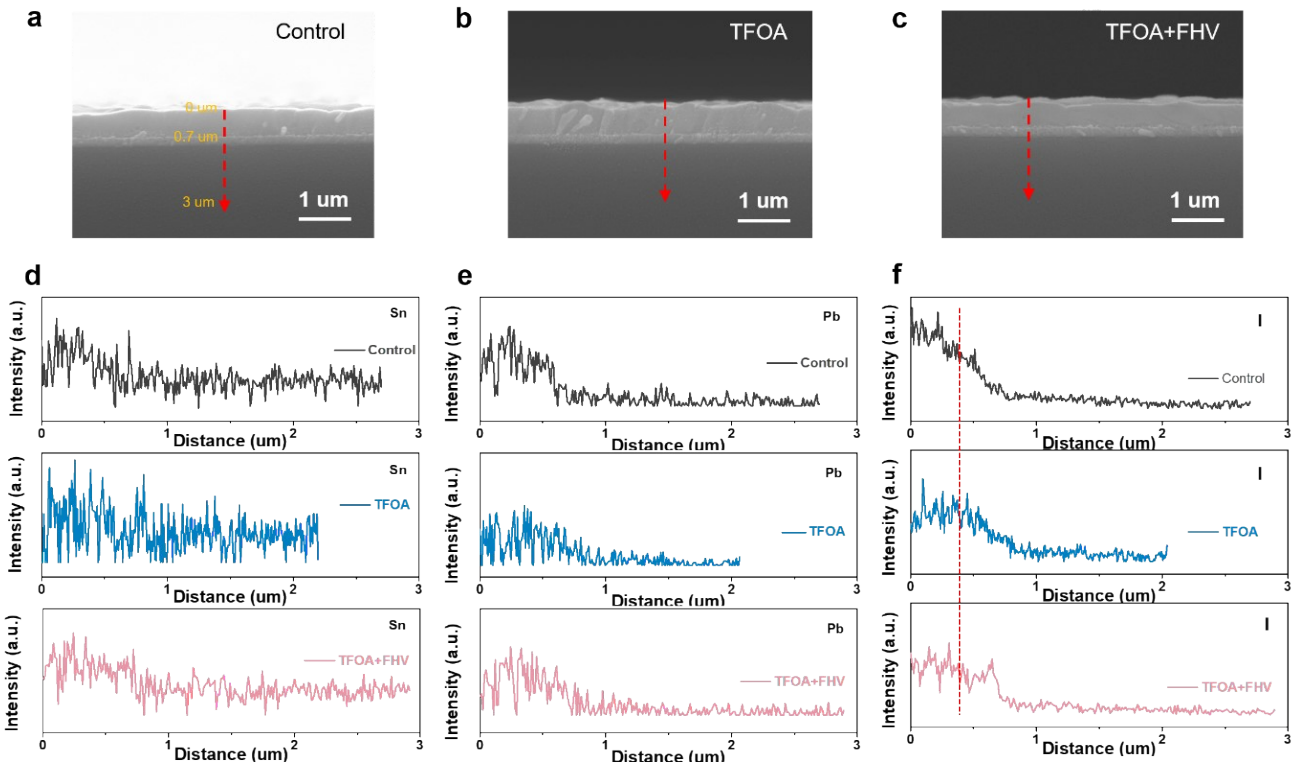 a
Control
0 um
0.7 um
3 um
1 um
b
TFOA
1 um
c
TFOA+FHV
1 um
d
Intensity (a.u.)
Sn
Control
0 1 2 3
Distance (um)
Intensity (a.u.)
Sn
TFOA
0 1 2 3
Distance (um)
Intensity (a.u.)
Sn
TFOA+FHV
0 1 2 3
Distance (um)
e
Intensity (a.u.)
Pb
Control
0 1 2 3
Distance (um)
Intensity (a.u.)
Pb
TFOA
0 1 2 3
Distance (um)
Intensity (a.u.)
Pb
TFOA+FHV
0 1 2 3
Distance (um)
f
Intensity (a.u.)
I
Control
0 1 2 3
Distance (um)
Intensity (a.u.)
I
TFOA
0 1 2 3
Distance (um)
Intensity (a.u.)
I
TFOA+FHV
0 1 2 3
Distance (um)